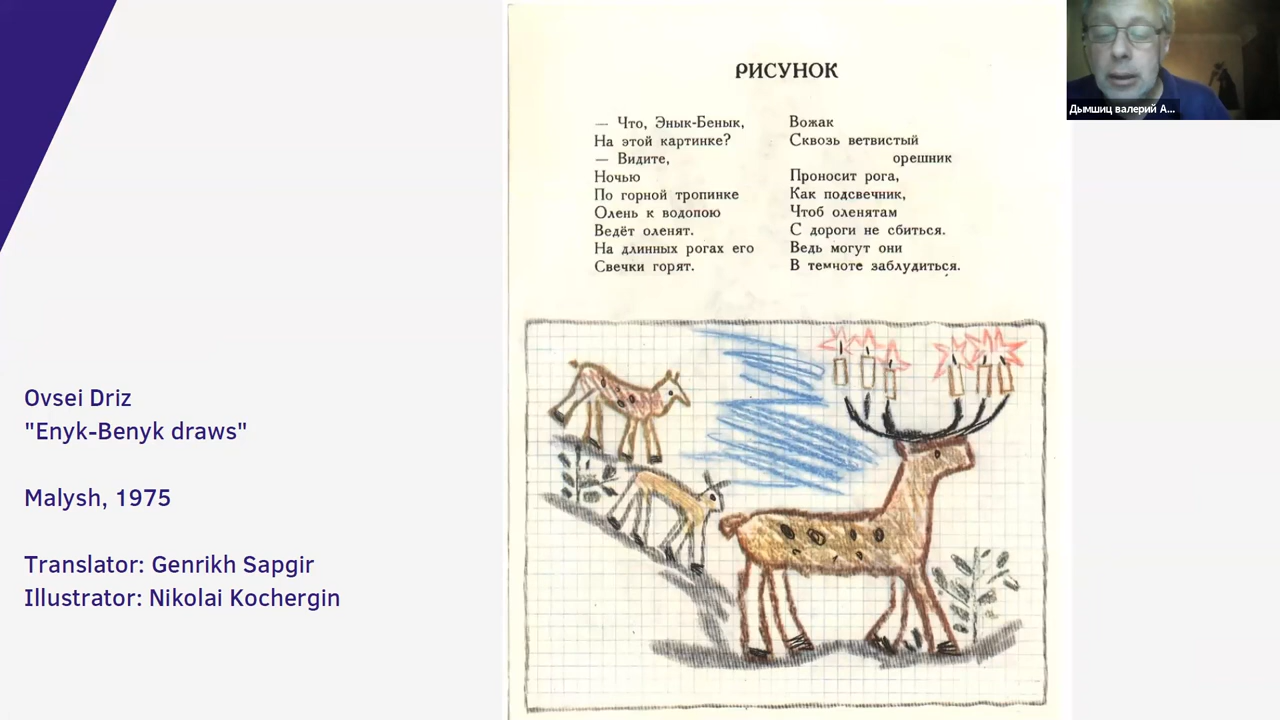 Ovsei Driz
"Enyk-Benyk draws"
Malysh, 1975
Translator: Genrikh Sapgir
Illustrator: Nikolai Kochergin
РИСУНОК
— Что, Энык-Бенык,
На этой картинке?
— Видите,
Ночью
По горной тропинке
Олень к водопою
Ведёт оленят.
На длинных рогах его
Свечки горят.
Вожак
Сквозь ветвистый
орешник
Проносит рога,
Как подсвечник,
Чтоб оленятам
С дороги не сбиться.
Ведь могут они
В темноте заблудиться.
Дымшиц валерий А...